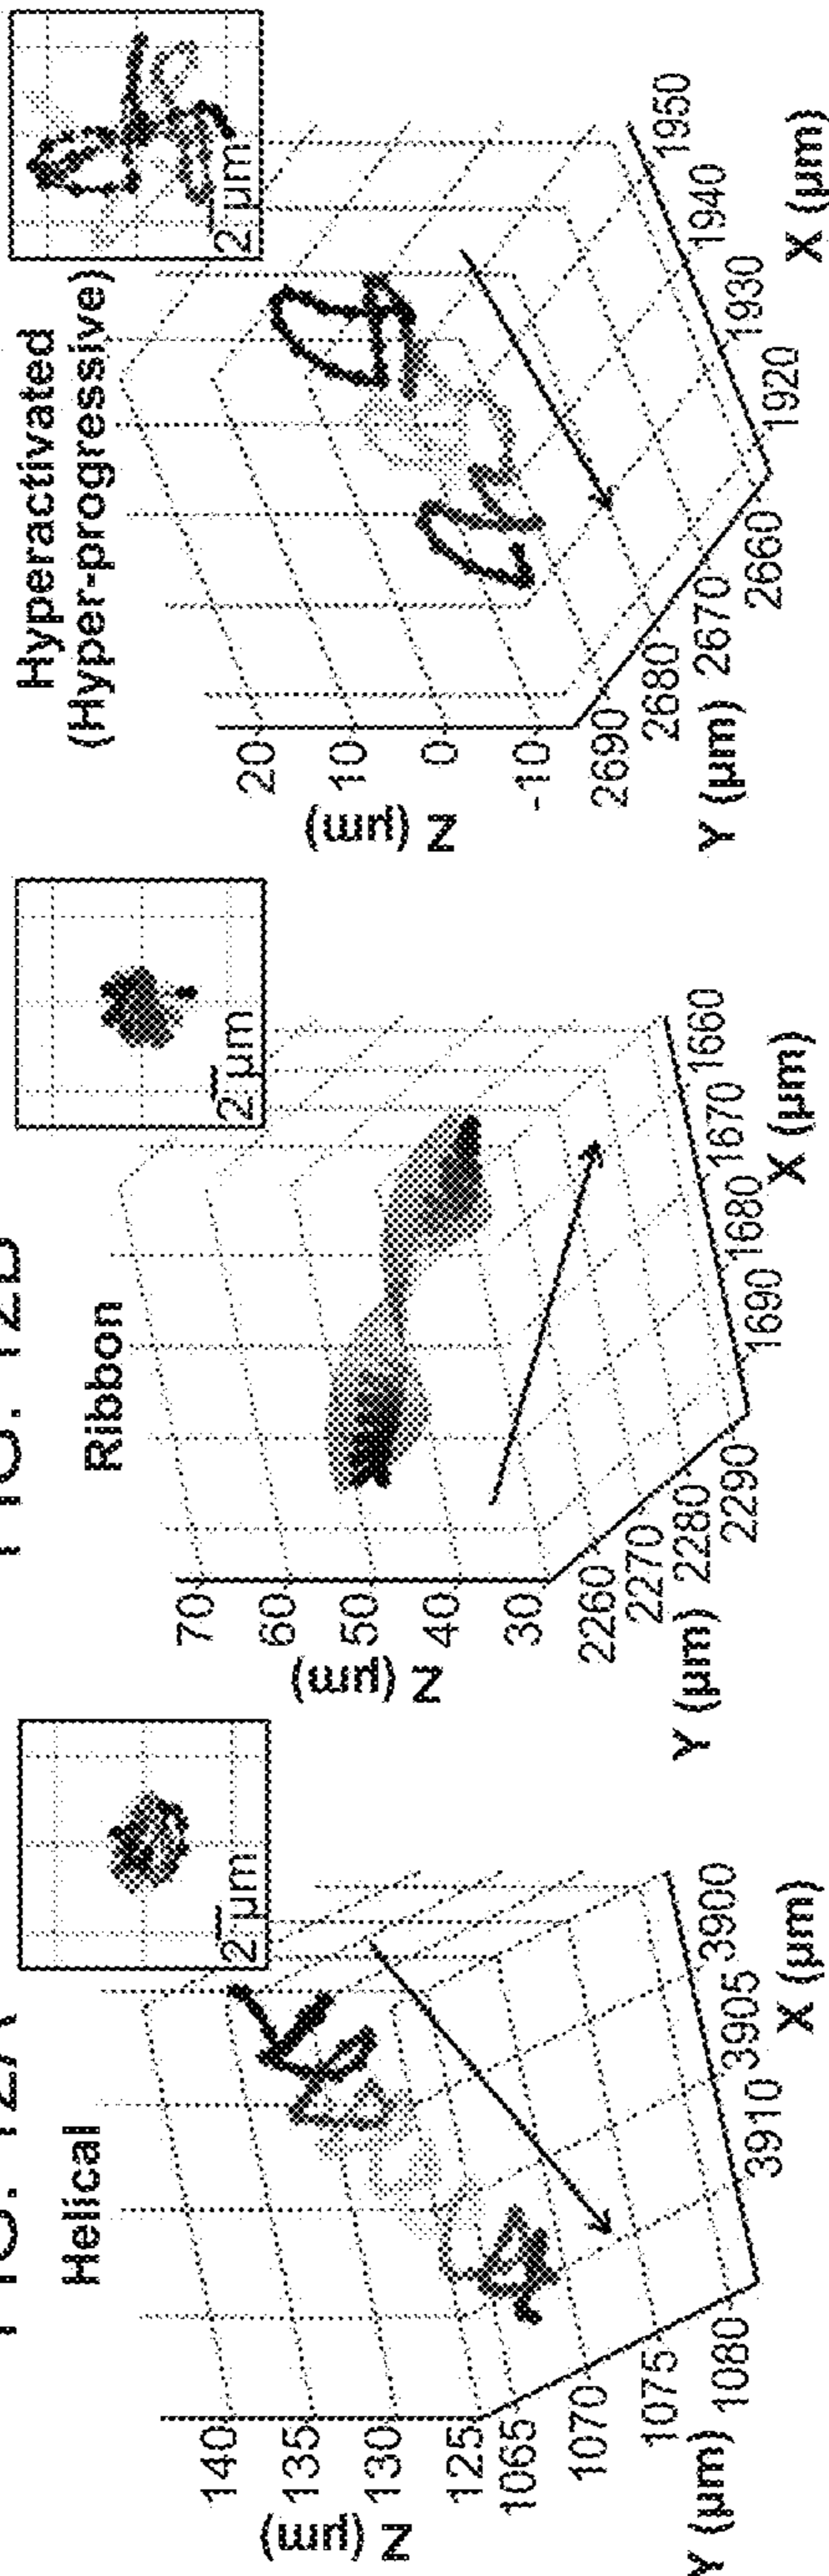 Helical
2 μm
140
135
130
125
Z (μm)
1065
1070
1075
1080
Y (μm)
3910
3905
3900
X (μm)
Ribbon
2 μm
70
60
50
40
30
Z (μm)
2260
2270
2280
2290
Y (μm)
1690
1680
1670
1660
X (μm)
Hyperactivated
(Hyper-progressive)
2 μm
20
10
0
-10
Z (μm)
2690
2680
2670
2660
Y (μm)
1920
1930
1940
1950
X (μm)